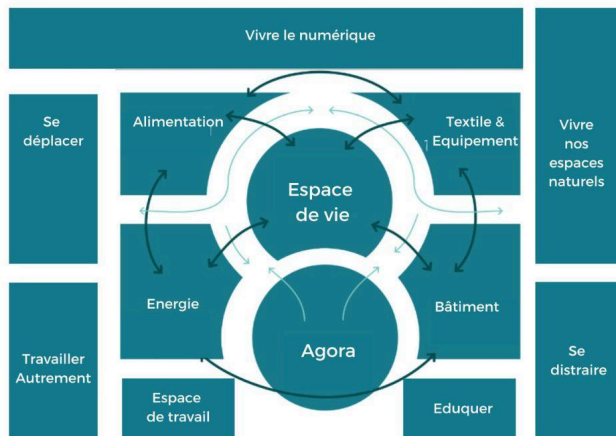 Vivre le numérique
Se
déplacer
Alimentation
Textile &
Equipement
Vivre
nos
espaces
naturels
Espace
de vie
Energie
Bâtiment
Agora
Travailler
Autrement
Se
distraire
Espace
de travail
Eduquer